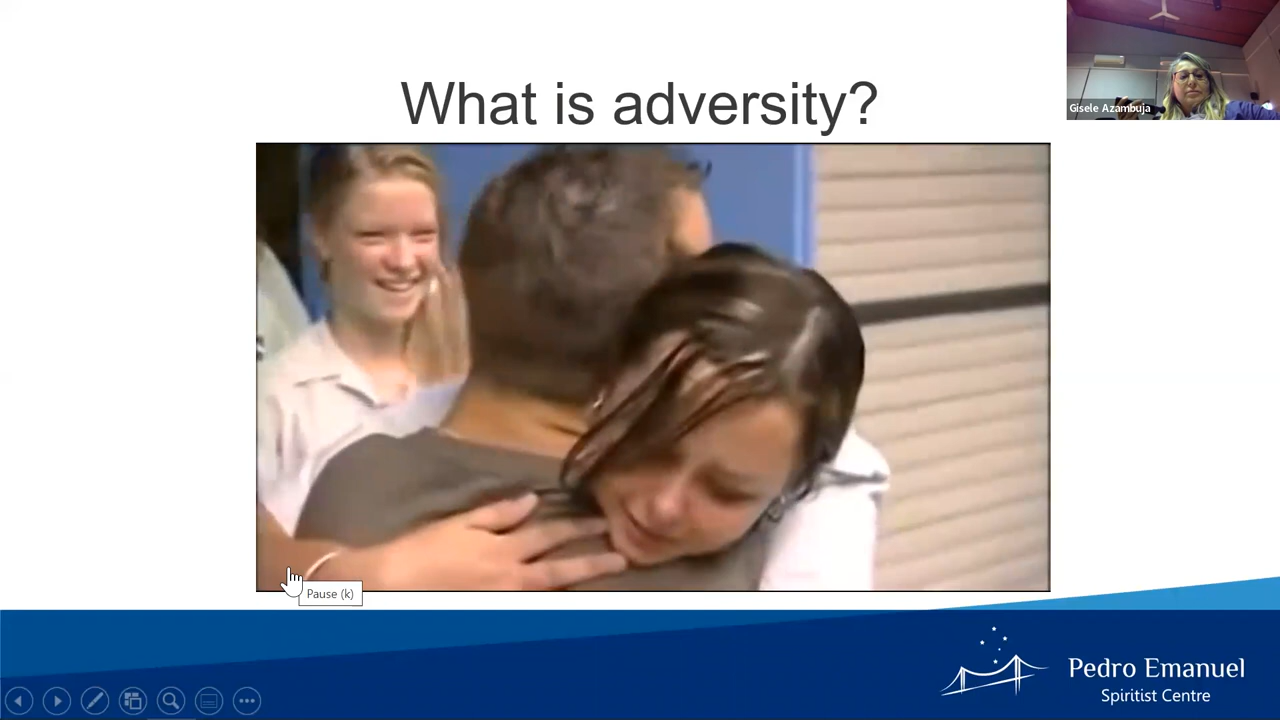 What is adversity?
Gisele Azambuja
Pause (k)
Pedro Emanuel
Spiritist Centre